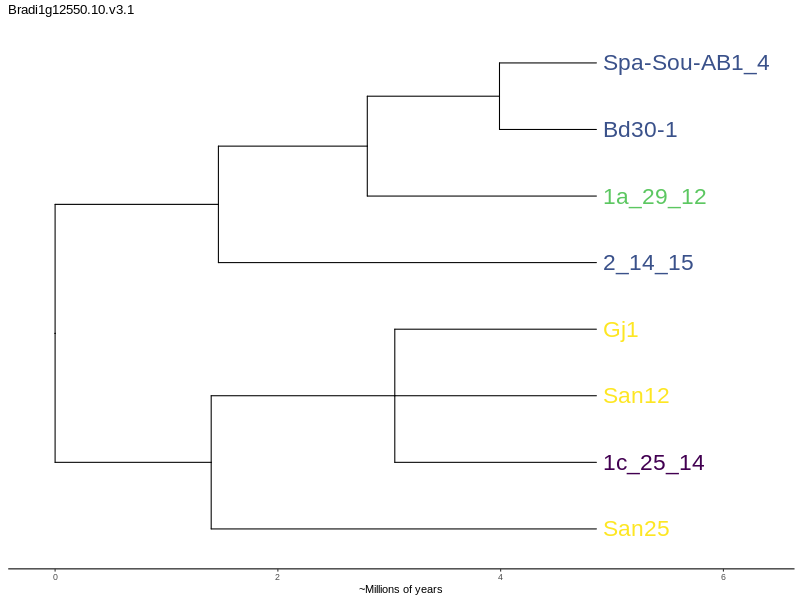 Bradi1g12550.10.v3.1
Spa-Sou-AB1_4
Bd30-1
1a_29_12
2_14_15
Gj1
San12
1c_25_14
San25
0 2 4 6
~Millions of years